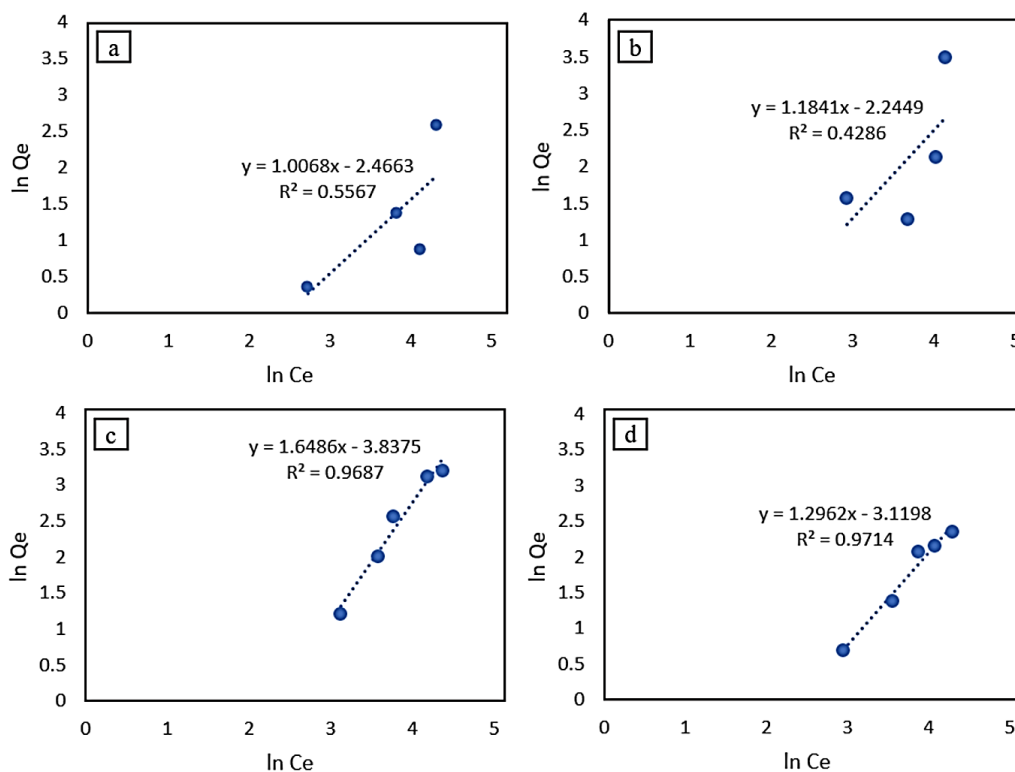 a
4
3.5
3
2.5
2
1.5
1
0.5
0
ln Qe
y = 1.0068x - 2.4663
R² = 0.5567
0 1 2 3 4 5
ln Ce
b
4
3.5
3
2.5
2
1.5
1
0.5
0
ln Qe
y = 1.1841x - 2.2449
R² = 0.4286
0 1 2 3 4 5
ln Ce
c
4
3.5
3
2.5
2
1.5
1
0.5
0
ln Qe
y = 1.6486x - 3.8375
R² = 0.9687
0 1 2 3 4 5
ln Ce
d
4
3.5
3
2.5
2
1.5
1
0.5
0
ln Qe
y = 1.2962x - 3.1198
R² = 0.9714
0 1 2 3 4 5
ln Ce